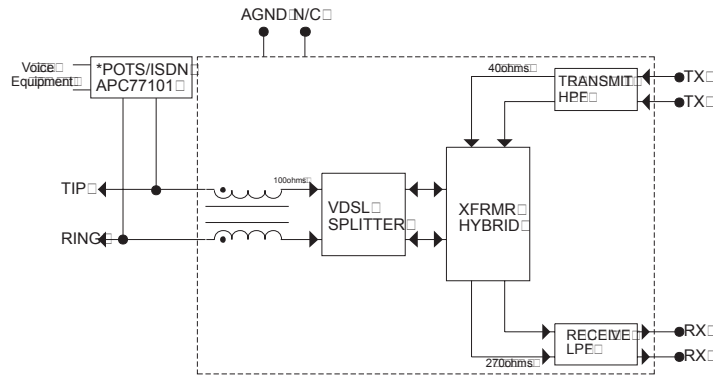 AGND N/C
Voice
Equipment
*POTS/ISDN
APC77101
40ohms
TRANSMIT
HPF
TX
TX
TIP
100ohms
VDSL
SPLITTER
XFRMR
HYBRID
RING
270ohms
RECEIVE
LPF
RX
RX